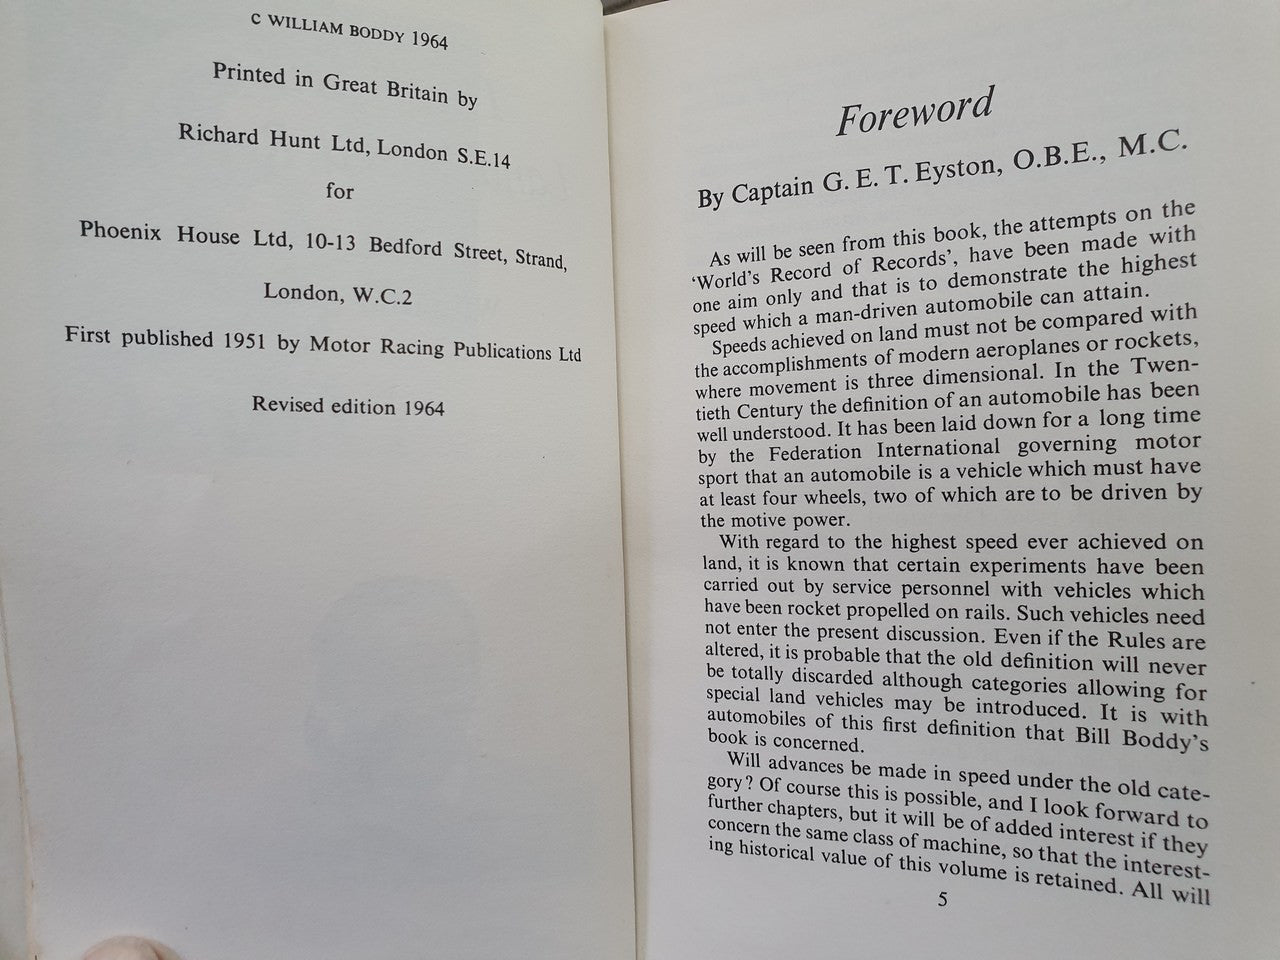 C WILLIAM BODDY 1964
Printed in Great Britain by
Richard Hunt Ltd, London S.E.14
for
Phoenix House Ltd, 10-13 Bedford Street, Strand,
London, W.C.2
First published 1951 by Motor Racing Publications Ltd
Revised edition 1964
Foreword
By Captain G. E. T. Eyston, O.B.E., M.C.
As will be seen from this book, the attempts on the
'World's Record of Records', have been made with
one aim only and that is to demonstrate the highest
speed which a man-driven automobile can attain.
Speeds achieved on land must not be compared with
the accomplishments of modern aeroplanes or rockets,
where movement is three dimensional. In the Twen-
tieth Century the definition of an automobile has been
well understood. It has been laid down for a long time
by the Federation International governing motor
sport that an automobile is a vehicle which must have
at least four wheels, two of which are to be driven by
the motive power.
With regard to the highest speed ever achieved on
land, it is known that certain experiments have been
carried out by service personnel with vehicles which
have been rocket propelled on rails. Such vehicles need
not enter the present discussion. Even if the Rules are
altered, it is probable that the old definition will never
be totally discarded although categories allowing for
special land vehicles may be introduced. It is with
automobiles of this first definition that Bill Boddy's
book is concerned.
Will advances be made in speed under the old cate-
gory? Of course this is possible, and I look forward to
further chapters, but it will be of added interest if they
concern the same class of machine, so that the interest-
ing historical value of this volume is retained. All will
5